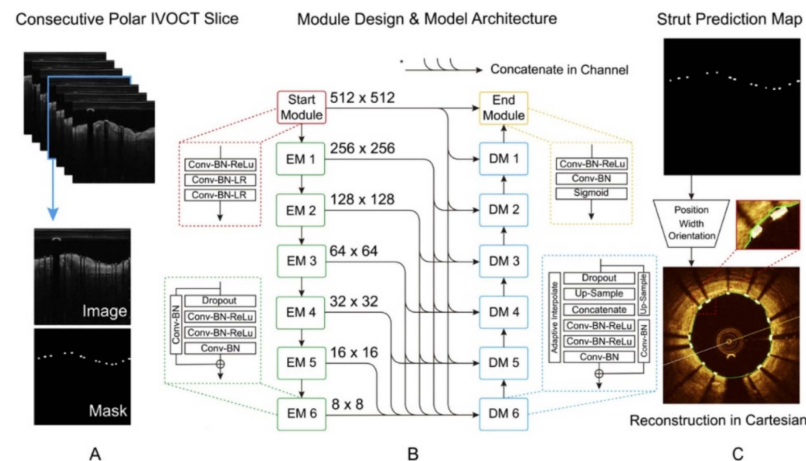 Consecutive Polar IVOCT Slice
Module Design & Model Architecture
Strut Prediction Map
Concatenate in Channel
Start
Module
512 x 512
End
Module
Conv-BN-ReLu
Conv-BN-LR
Conv-BN-LR
EM 1
256 x 256
DM 1
Conv-BN-ReLu
Conv-BN
Sigmoid
EM 2
128 x 128
DM 2
Position
Width
Orientation
EM 3
64 x 64
DM 3
Image
Conv-BN
Dropout
Conv-BN-ReLu
Conv-BN-ReLu
Conv-BN
EM 4
32 x 32
DM 4
Adaptive Interpolate
Dropout
Up-Sample
Concatenate
Conv-BN-ReLu
Conv-BN-ReLu
Conv-BN
Up-Sample
Conv-BN
EM 5
16 x 16
DM 5
Mask
EM 6
8 x 8
DM 6
Reconstruction in Cartesian
A
B
C